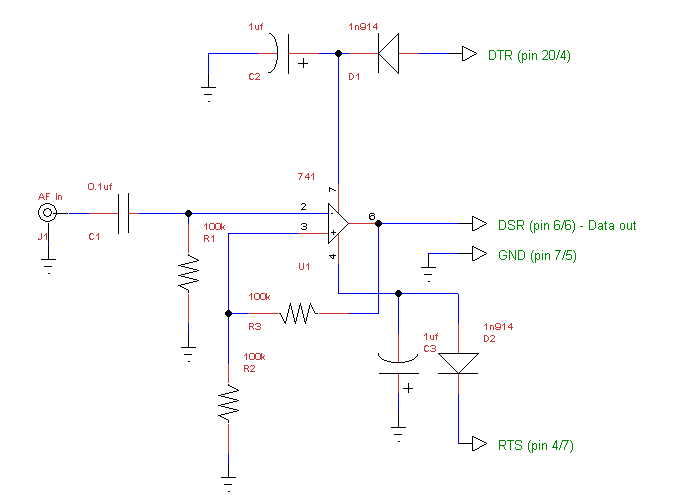 1uf
1n914
+
C2
D1
DTR (pin 20/4)
741
7
AF In
0.1uf
2
-
6
J1
C1
100k
R1
3
+
DSR (pin 6/6) - Data out
4
U1
GND (pin 7/5)
100k
R3
1uf
C3
1n914
D2
100k
R2
+
RTS (pin 4/7)